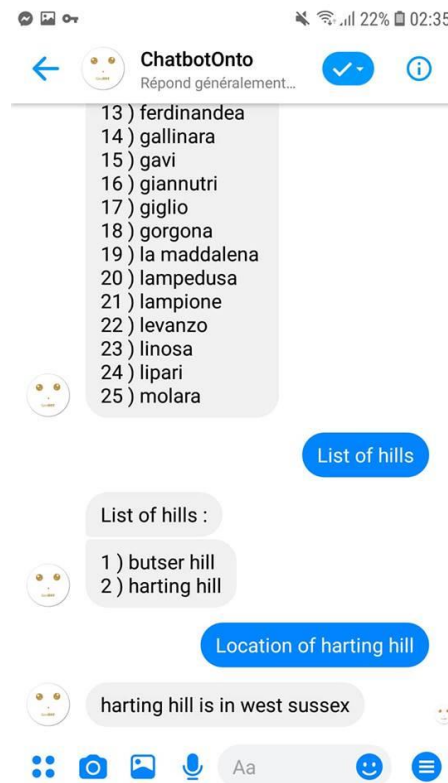 22% 02:35
ChatbotOnto
Répond généralement...
13 ) ferdinandea
14 ) gallinara
15 ) gavi
16 ) giannutri
17 ) giglio
18 ) gorgona
19 ) la maddalena
20 ) lampedusa
21 ) lampione
22 ) levanzo
23 ) linosa
24 ) lipari
25 ) molara
List of hills
List of hills :
1 ) butser hill
2 ) harting hill
Location of harting hill
harting hill is in west sussex
Aa